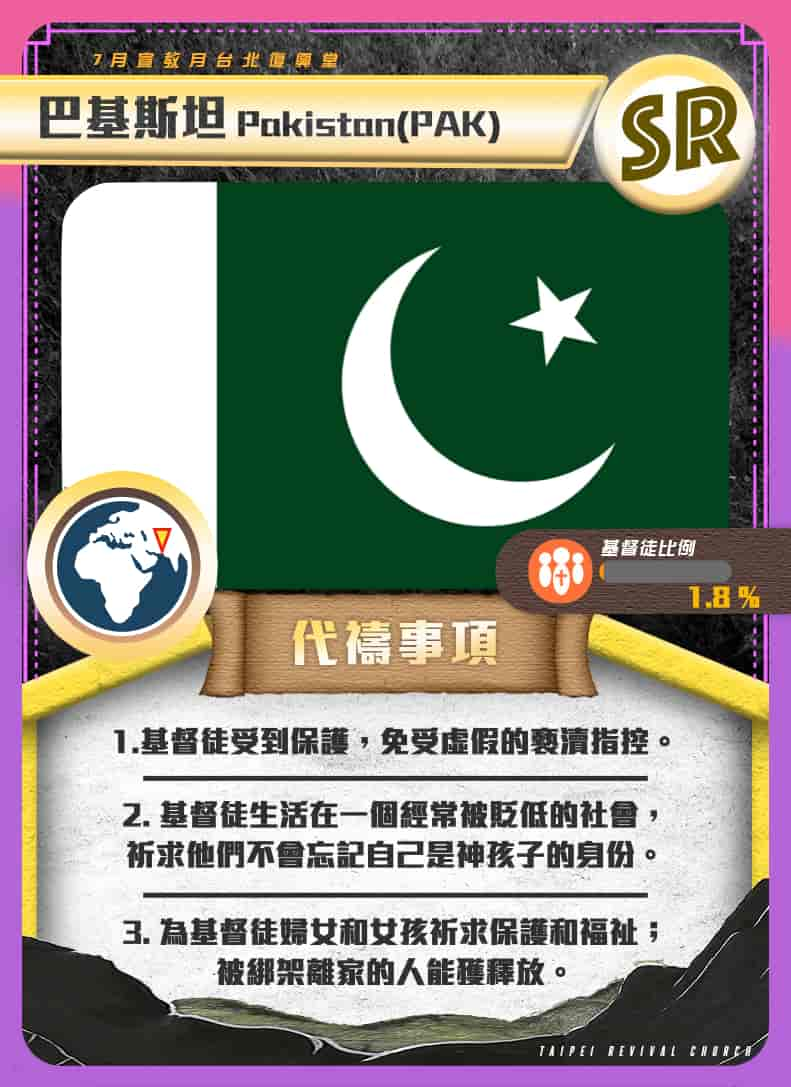 7月宣教月台北復興堂
巴基斯坦 Pakistan(PAK)
SR
基督徒比例
1.8 %
代禱事項
1.基督徒受到保護，免受虛假的褻瀆指控。
2. 基督徒生活在一個經常被貶低的社會，
祈求他們不會忘記自己是神孩子的身份。
3. 為基督徒婦女和女孩祈求保護和福祉；
被綁架離家的人能獲釋放。
TAIPEI REVIVAL CHURCH